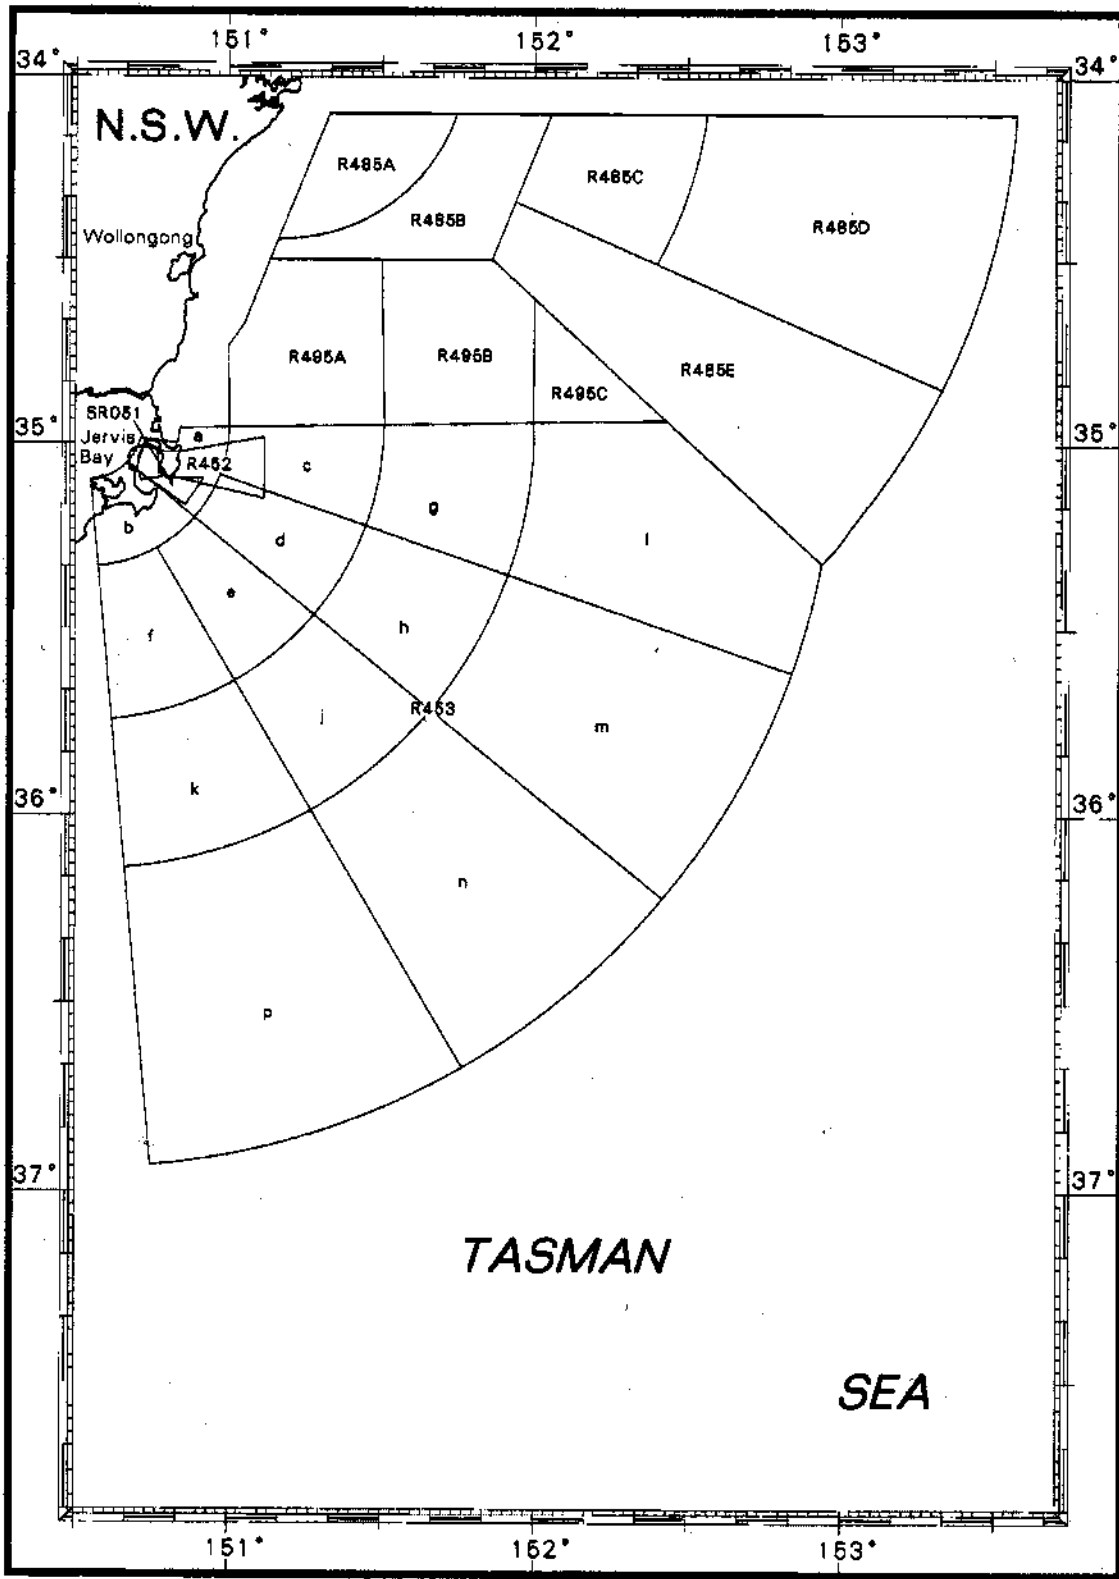 151° 152° 153°
34° 34°
N.S.W.
R485A R485C
R485B R485D
Wollongong
R495A R495B R485E
R495C
SR051
35° Jervis a 35°
Bay R452 c
g
b d l
e
f h
R453
j m
k
36° 36°
n
p
37° 37°
TASMAN
SEA
151° 152° 153°